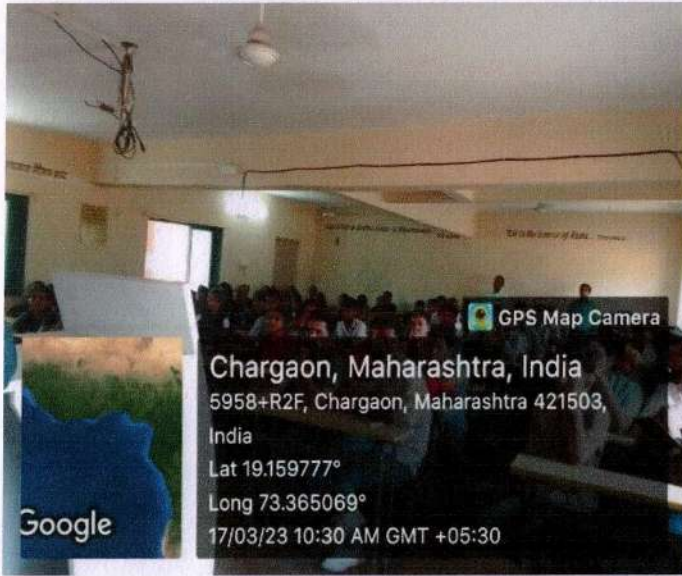 GPS Map Camera
Chargaon, Maharashtra, India
5958+R2F, Chargaon, Maharashtra 421503,
India
Lat 19.159777°
Long 73.365069°
17/03/23 10:30 AM GMT +05:30
Google